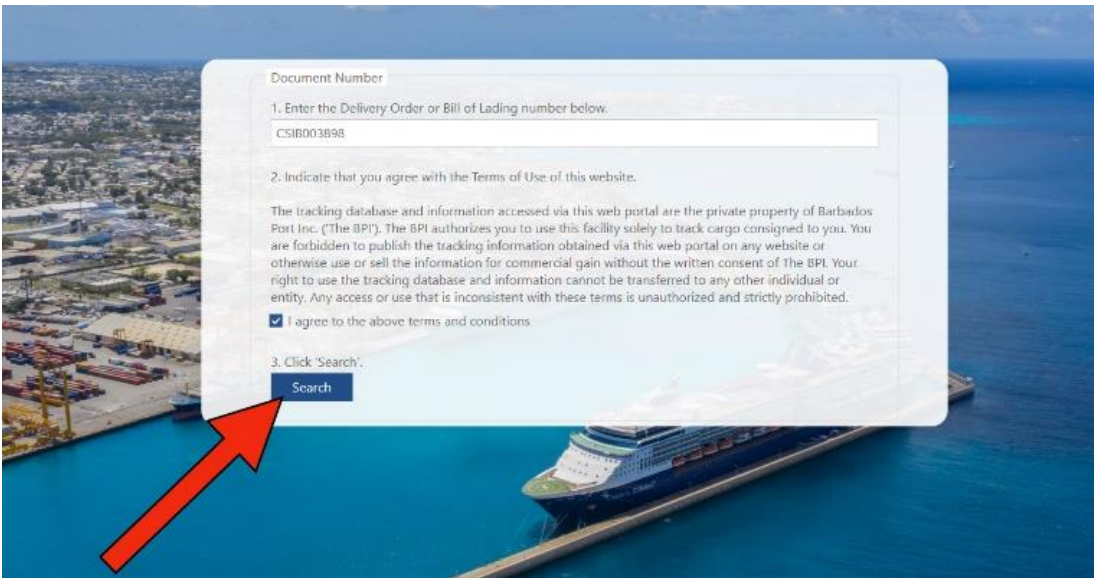 Document Number
1. Enter the Delivery Order or Bill of Lading number below.
CSIB003898
2. Indicate that you agree with the Terms of Use of this website.
The tracking database and information accessed via this web portal are the private property of Barbados
Port Inc. ('The BPI'). The BPI authorizes you to use this facility solely to track cargo consigned to you. You
are forbidden to publish the tracking information obtained via this web portal on any website or
otherwise use or sell the information for commercial gain without the written consent of The BPI. Your
right to use the tracking database and information cannot be transferred to any other individual or
entity. Any access or use that is inconsistent with these terms is unauthorized and strictly prohibited.
I agree to the above terms and conditions
3. Click 'Search'.
Search